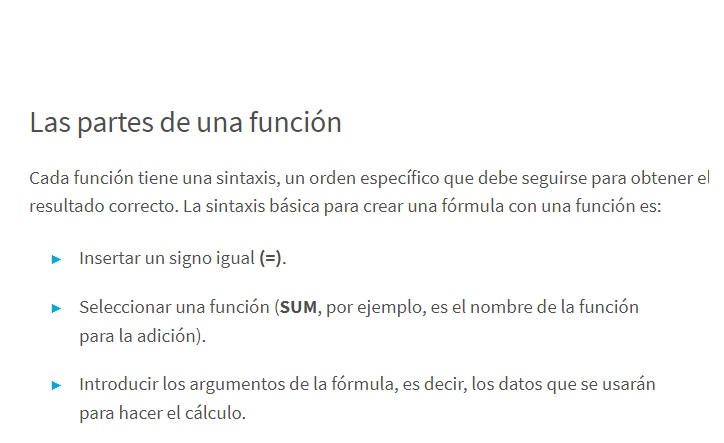 Las partes de una función
Cada función tiene una sintaxis, un orden específico que debe seguirse para obtener el
resultado correcto. La sintaxis básica para crear una fórmula con una función es:
► Insertar un signo igual (=).
► Seleccionar una función (SUM, por ejemplo, es el nombre de la función
para la adición).
► Introducir los argumentos de la fórmula, es decir, los datos que se usarán
para hacer el cálculo.